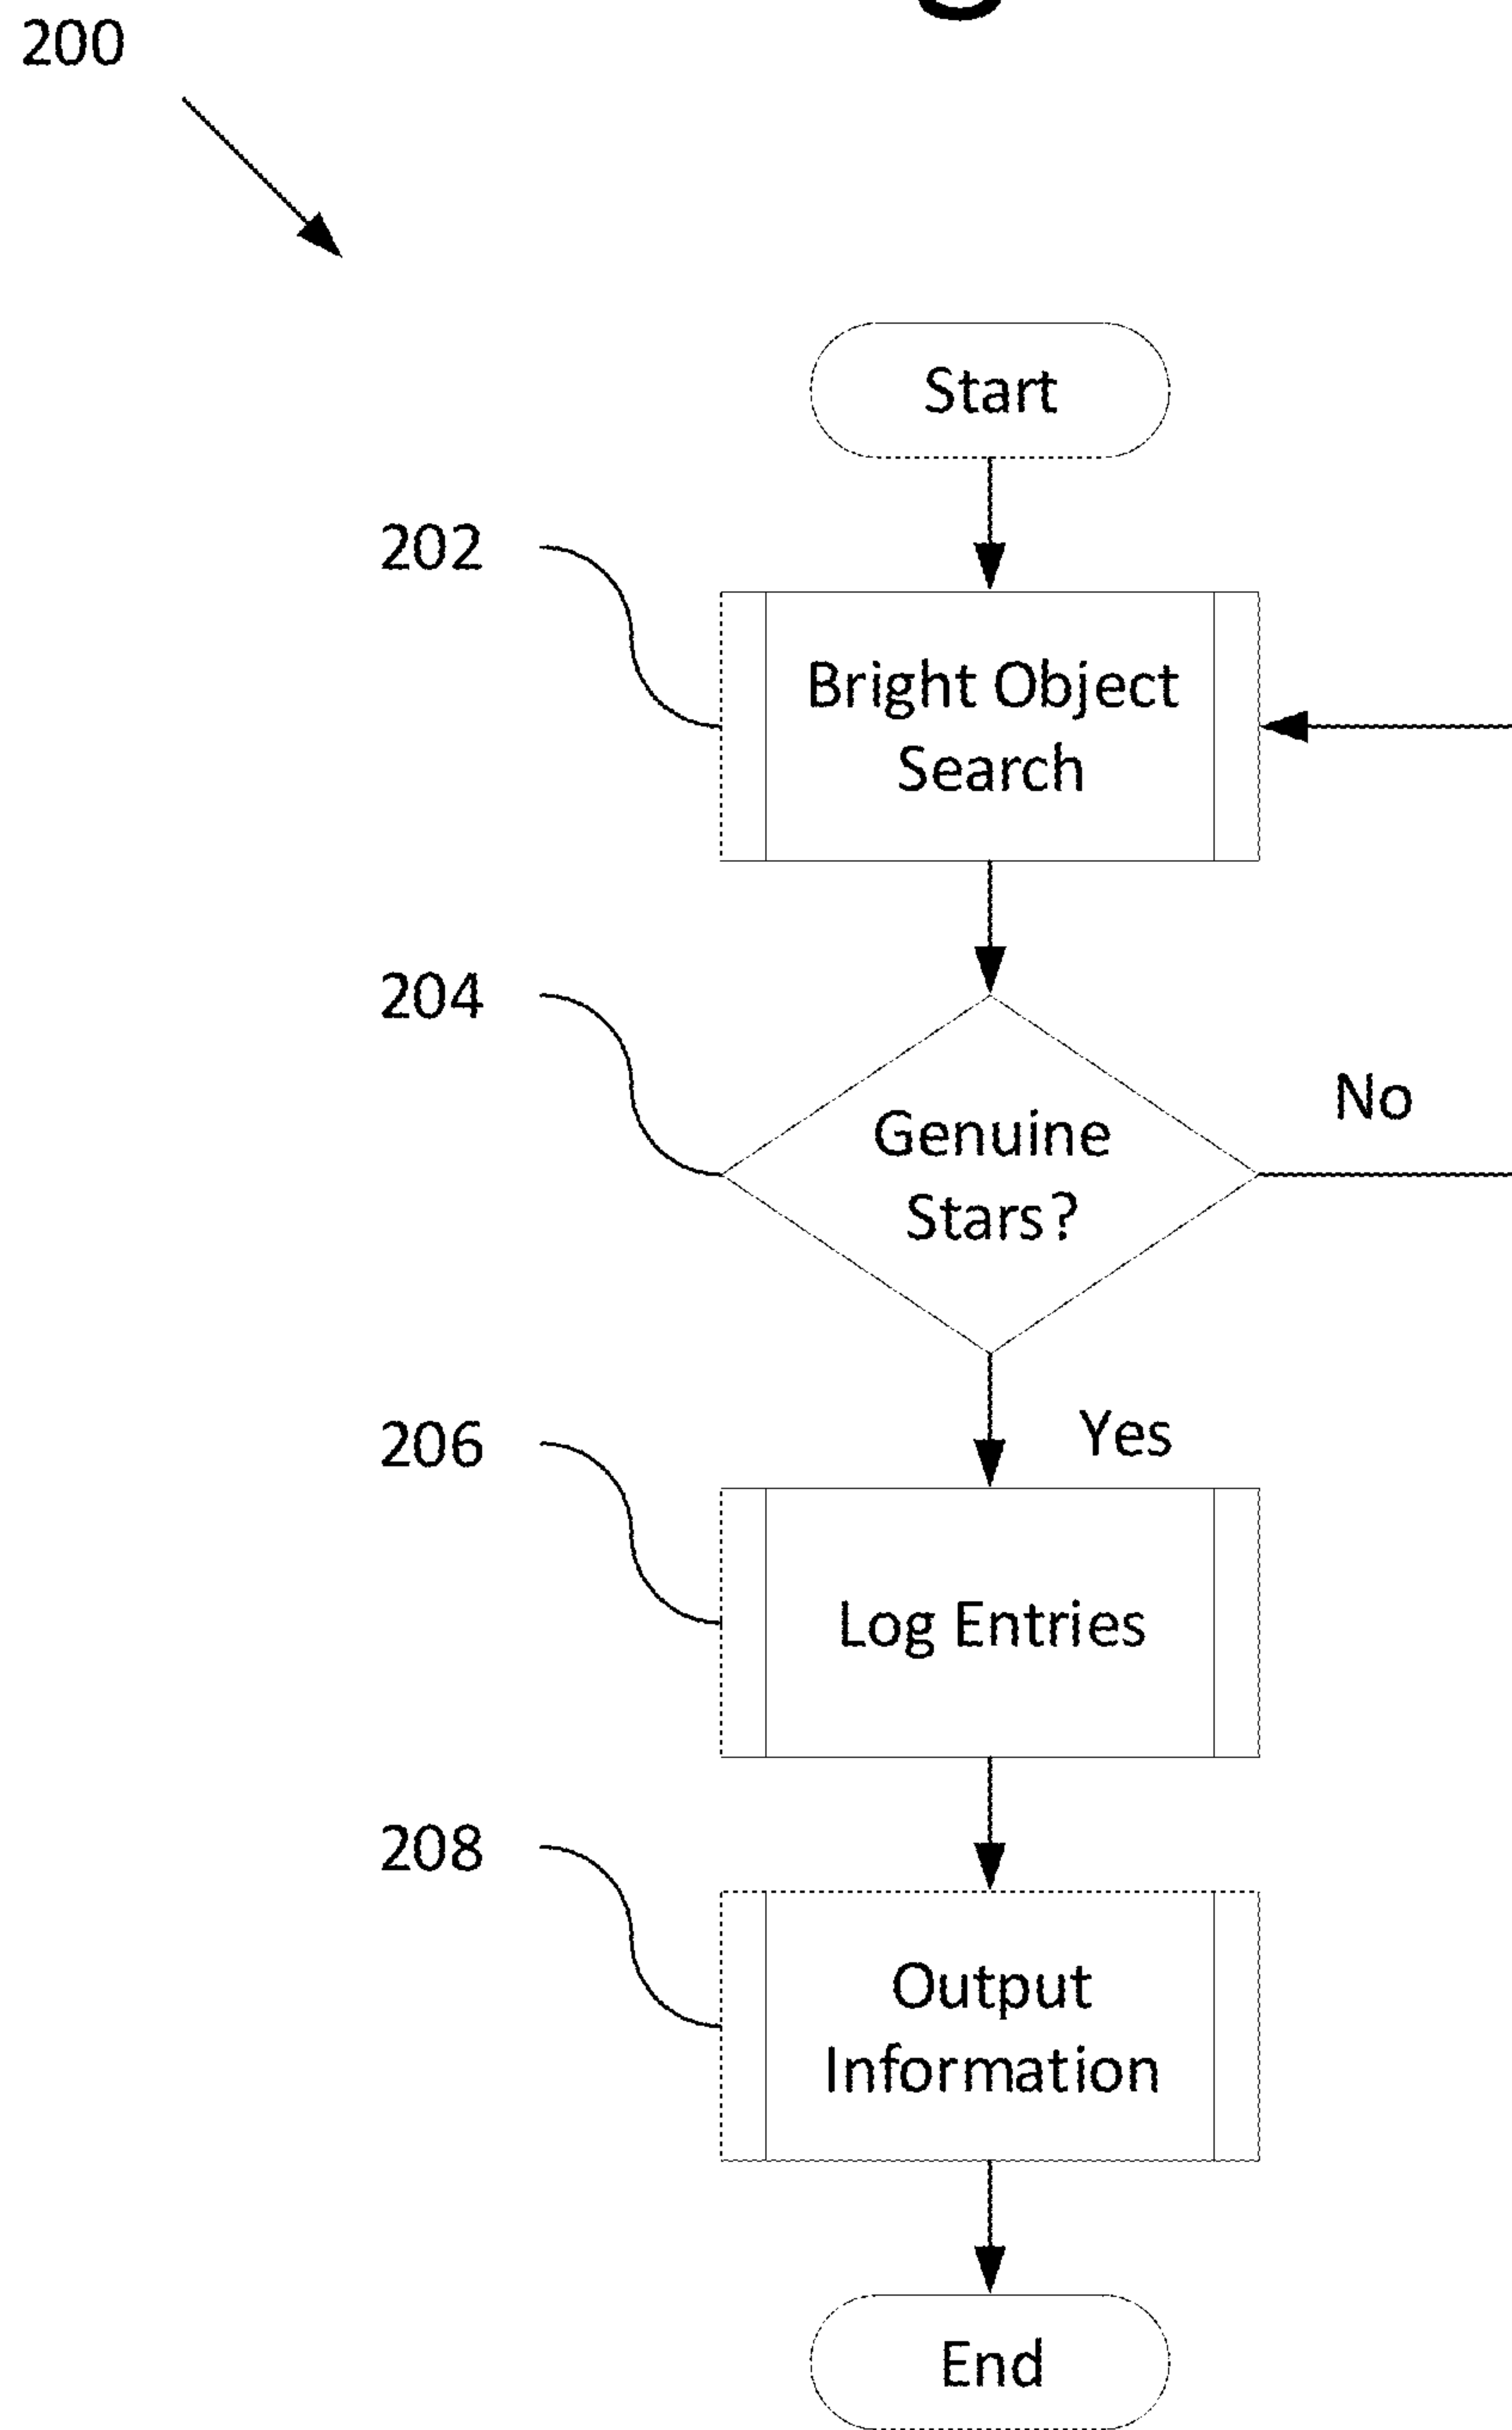 200
Start
202
Bright Object
Search
204
Genuine
Stars?
No
Yes
206
Log Entries
208
Output
Information
End